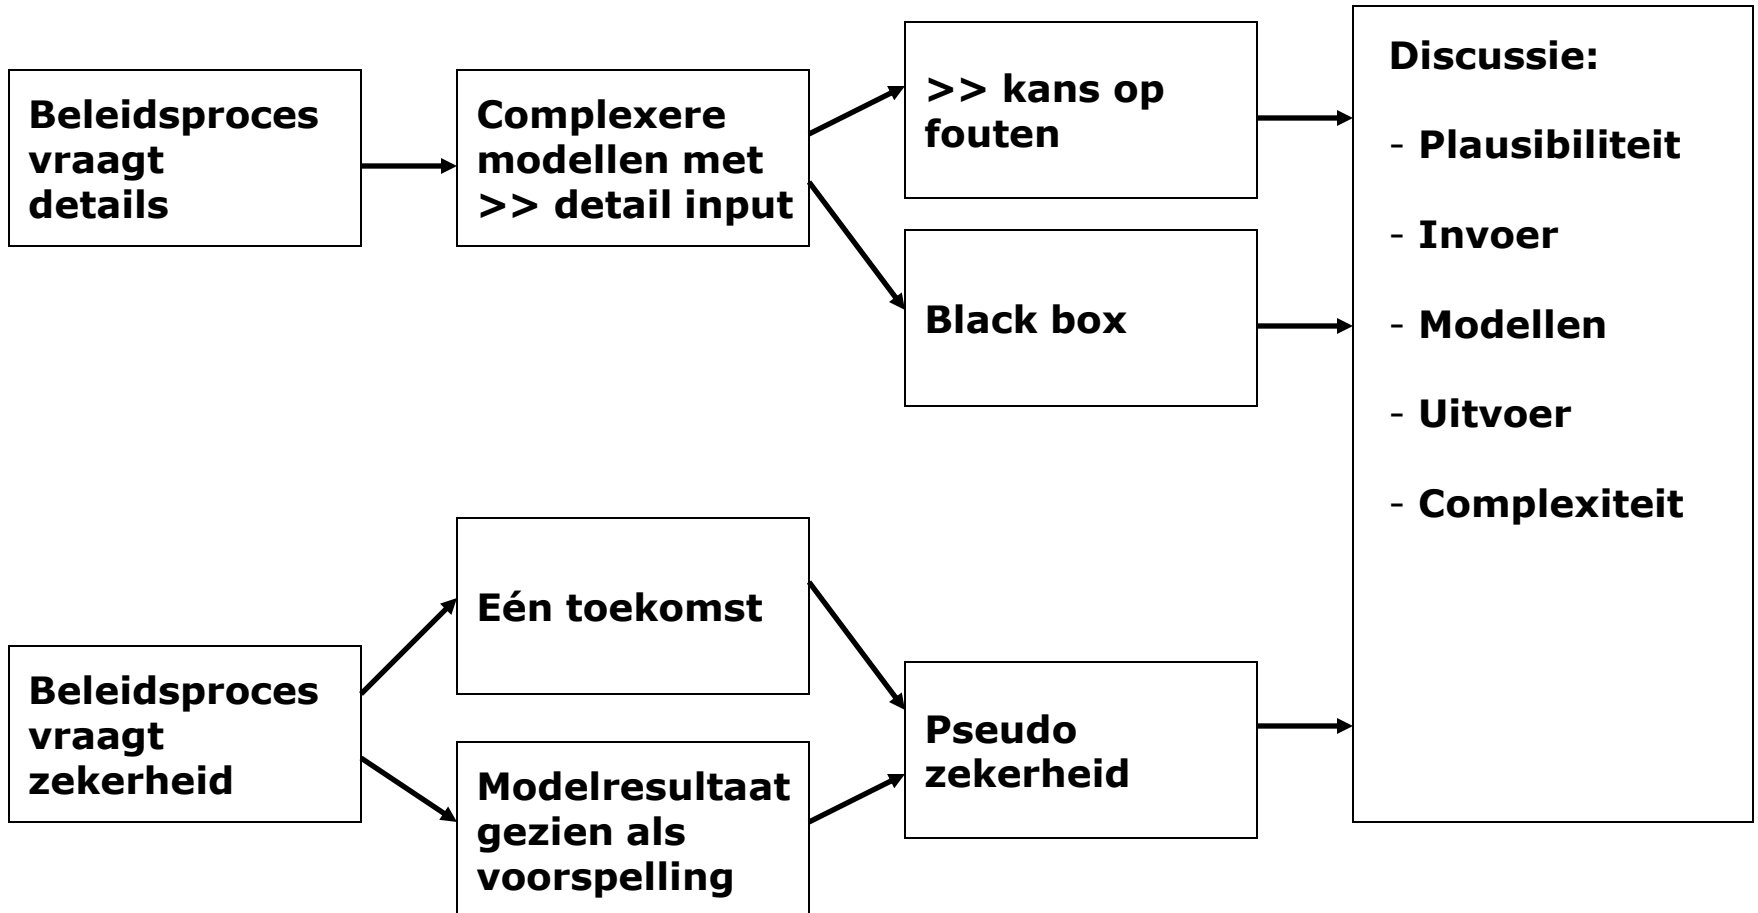 Beleidsproces
vraagt
details
Complexere
modellen met
>> detail input
>> kans op
fouten
Black box
Discussie:
- Plausibiliteit
- Invoer
- Modellen
- Uitvoer
- Complexiteit
Beleidsproces
vraagt
zekerheid
Eén toekomst
Modelresultaat
gezien als
voorspelling
Pseudo
zekerheid